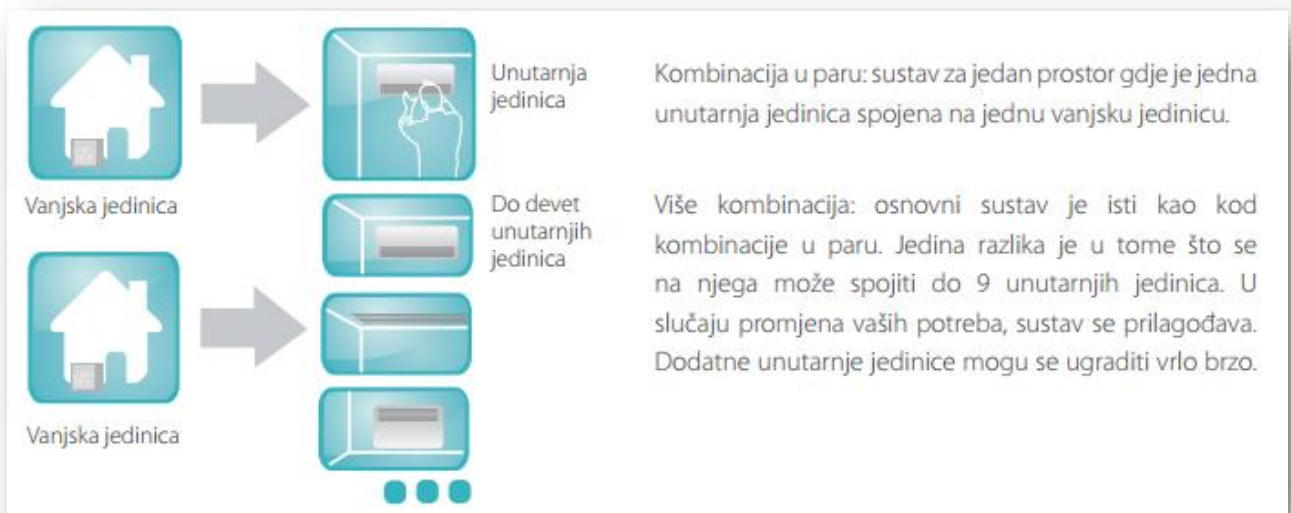 Unutarnja
jedinica
Vanjska jedinica
Kombinacija u paru: sustav za jedan prostor gdje je jedna
unutarnja jedinica spojena na jednu vanjsku jedinicu.
Do devet
unutarnjih
jedinica
Vanjska jedinica
Više kombinacija: osnovni sustav je isti kao kod
kombinacije u paru. Jedina razlika je u tome što se
na njega može spojiti do 9 unutarnjih jedinica. U
slučaju promjena vaših potreba, sustav se prilagođava.
Dodatne unutarnje jedinice mogu se ugraditi vrlo brzo.